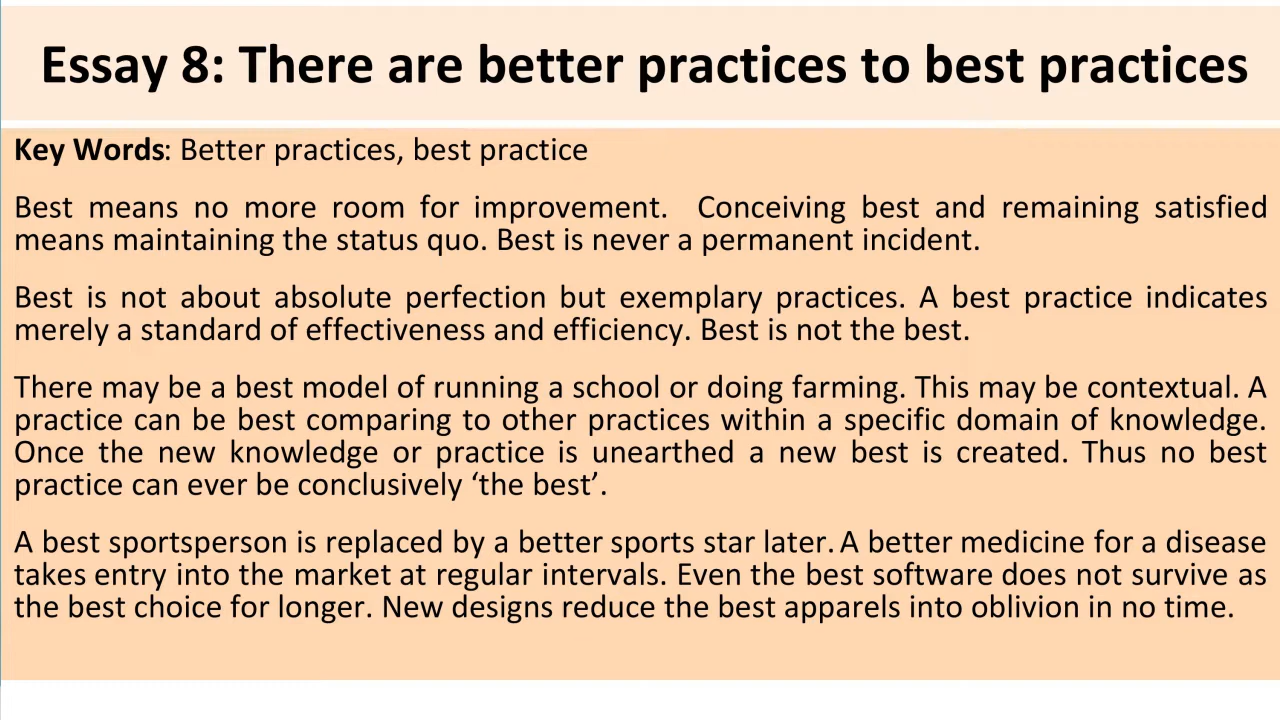 Essay 8: There are better practices to best practices
Key Words: Better practices, best practice
Best means no more room for improvement.  Conceiving best and remaining satisfied
means maintaining the status quo. Best is never a permanent incident.
Best is not about absolute perfection but exemplary practices. A best practice indicates
merely a standard of effectiveness and efficiency. Best is not the best.
There may be a best model of running a school or doing farming. This may be contextual. A
practice can be best comparing to other practices within a specific domain of knowledge.
Once the new knowledge or practice is unearthed a new best is created. Thus no best
practice can ever be conclusively ‘the best’.
A best sportsperson is replaced by a better sports star later. A better medicine for a disease
takes entry into the market at regular intervals. Even the best software does not survive as
the best choice for longer. New designs reduce the best apparels into oblivion in no time.